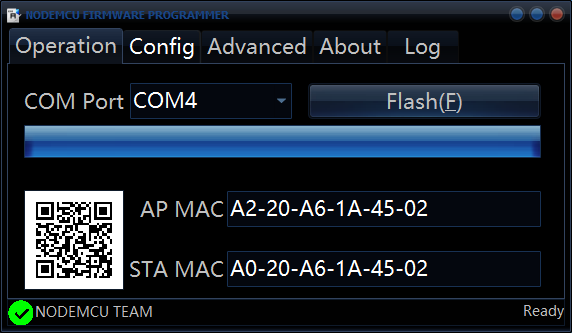 NODEMCU FIRMWARE PROGRAMMER
Operation Config Advanced About Log
COM Port COM4 Flash(F)
AP MAC A2-20-A6-1A-45-02
STA MAC A0-20-A6-1A-45-02
NODEMCU TEAM Ready